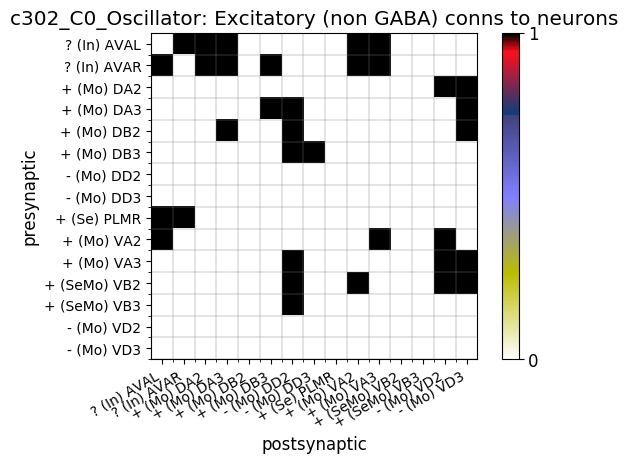 c302_C0_Oscillator: Excitatory (non GABA) conns to neurons
presynaptic
? (In) AVAL
? (In) AVAR
+ (Mo) DA2
+ (Mo) DA3
+ (Mo) DB2
+ (Mo) DB3
- (Mo) DD2
- (Mo) DD3
+ (Se) PLMR
+ (Mo) VA2
+ (Mo) VA3
+ (SeMo) VB2
+ (SeMo) VB3
- (Mo) VD2
- (Mo) VD3
? (In) AVAL
? (In) AVAR
+ (Mo) DA2
+ (Mo) DA3
+ (Mo) DB2
+ (Mo) DB3
- (Mo) DD2
- (Mo) DD3
+ (Se) PLMR
+ (Mo) VA2
+ (Mo) VA3
+ (SeMo) VB2
+ (SeMo) VB3
- (Mo) VD2
- (Mo) VD3
postsynaptic
1
0